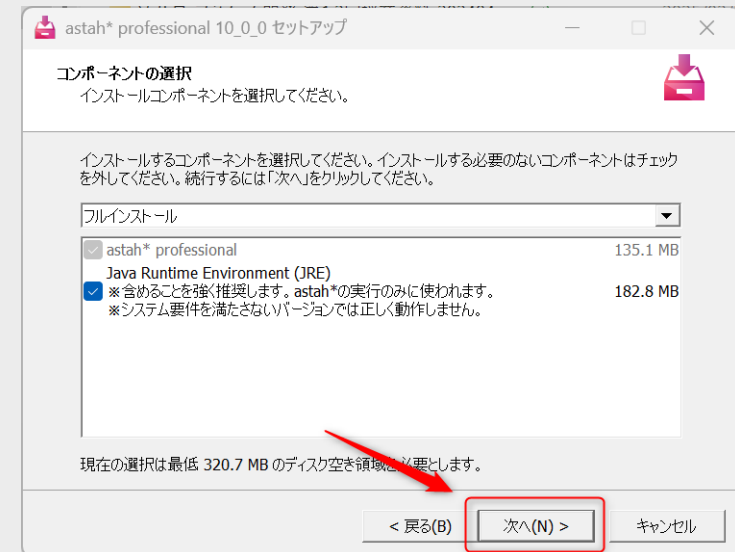 astah* professional 10_0_0 セットアップ
コンポーネントの選択
インストールコンポーネントを選択してください。
インストールするコンポーネントを選択してください。インストールする必要のないコンポーネントはチェック
を外してください。続行するには「次へ」をクリックしてください。
フルインストール
astah* professional 135.1 MB
Java Runtime Environment (JRE)
※含めることを強く推奨します。astah*の実行のみに使われます。 182.8 MB
※システム要件を満たさないバージョンでは正しく動作しません。
現在の選択は最低 320.7 MB のディスク空き領域を必要とします。
< 戻る(B)
次へ(N) >
キャンセル